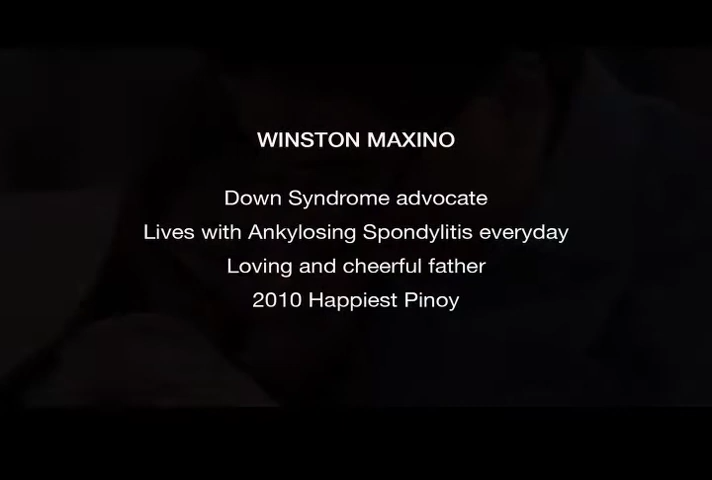 WINSTON MAXINO
Down Syndrome advocate
Lives with Ankylosing Spondylitis everyday
Loving and cheerful father
2010 Happiest Pinoy